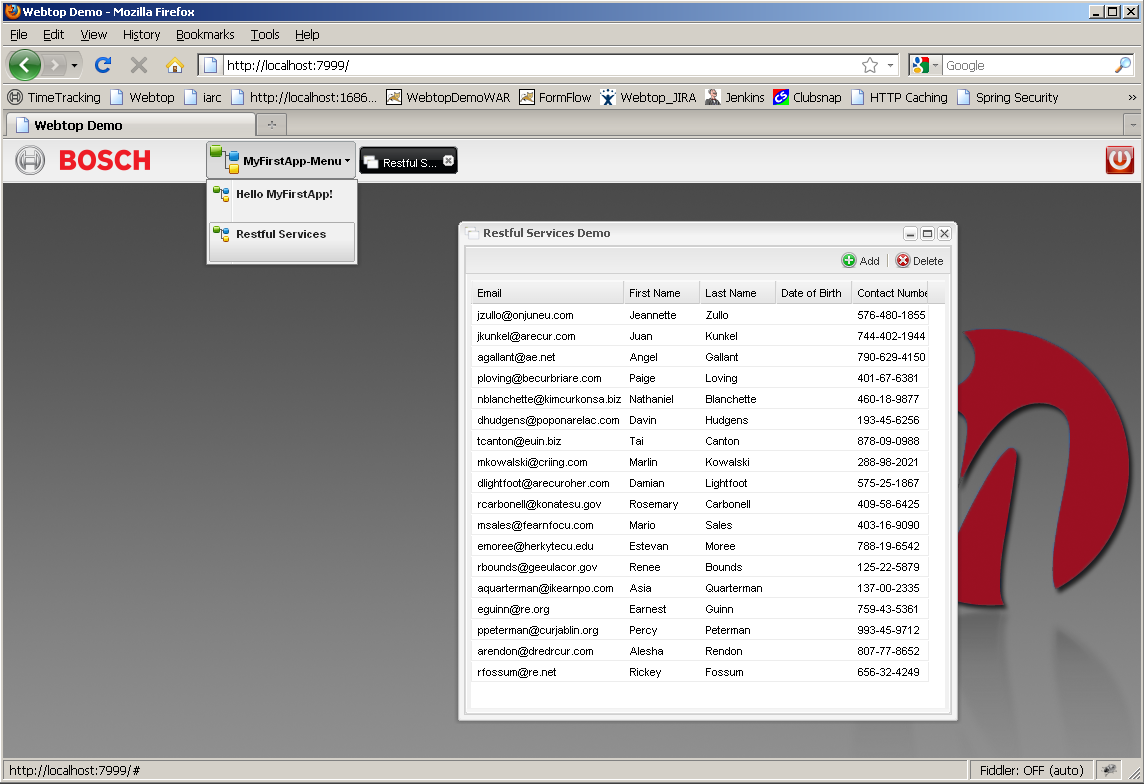 Webtop Demo - Mozilla Firefox
File Edit View History Bookmarks Tools Help
http://localhost:7999/ Google
TimeTracking Webtop iarc http://localhost:1686... WebtopDemoWAR FormFlow Webtop_JIRA Jenkins Clubsnap HTTP Caching Spring Security »
Webtop Demo
BOSCH MyFirstApp-Menu Restful S...
Hello MyFirstApp!
Restful Services
Restful Services Demo
Add Delete
Email First Name Last Name Date of Birth Contact Numbe
jzullo@onjuneu.com Jeannette Zullo 576-480-1855
jkunkel@arecur.com Juan Kunkel 744-402-1944
agallant@ae.net Angel Gallant 790-629-4150
ploving@becurbriare.com Paige Loving 401-67-6381
nblanchette@kimcurkonsa.biz Nathaniel Blanchette 460-18-9877
dhudgens@poponarelac.com Davin Hudgens 193-45-6256
tcanton@euin.biz Tai Canton 878-09-0988
mkowalski@criing.com Marlin Kowalski 288-98-2021
dlightfoot@arecuroher.com Damian Lightfoot 575-25-1867
rcarbonell@konatesu.gov Rosemary Carbonell 409-58-6425
msales@fearnfocu.com Mario Sales 403-16-9090
emoree@herkytecu.edu Estevan Moree 788-19-6542
rbounds@geeulacor.gov Renee Bounds 125-22-5879
aquarterman@ikearnpo.com Asia Quarterman 137-00-2335
eguinn@re.org Earnest Guinn 759-43-5361
ppeterman@curjablin.org Percy Peterman 993-45-9712
arendon@dredrcur.com Alesha Rendon 807-77-8652
rfossum@re.net Rickey Fossum 656-32-4249
http://localhost:7999/# Fiddler: OFF (auto)